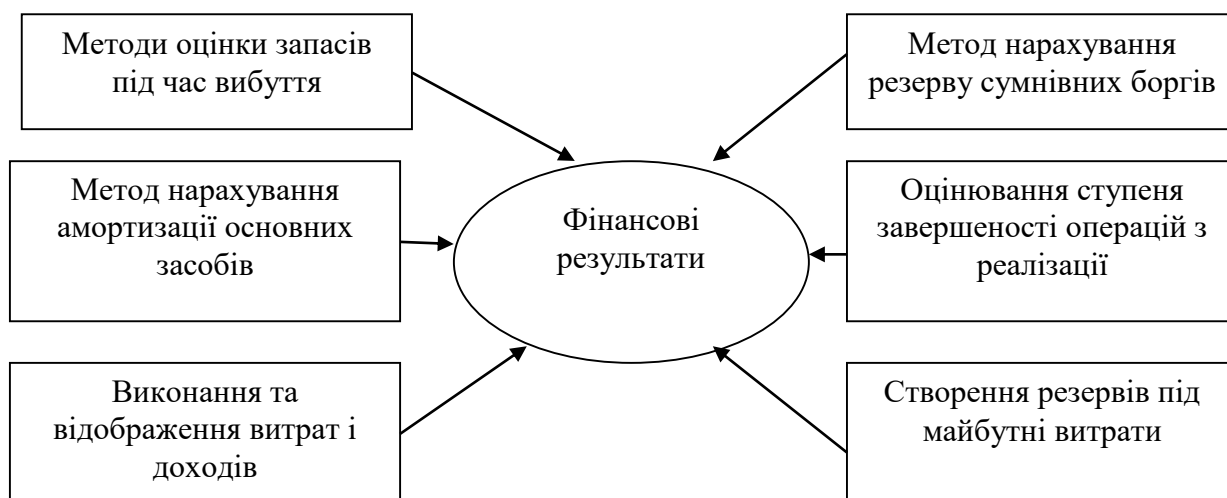 Методи оцінки запасів
під час вибуття
Метод нарахування
резерву сумнівних боргів
Метод нарахування
амортизації основних
засобів
Фінансові
результати
Оцінювання ступеня
завершеності операцій з
реалізації
Виконання та
відображення витрат і
доходів
Створення резервів під
майбутні витрати